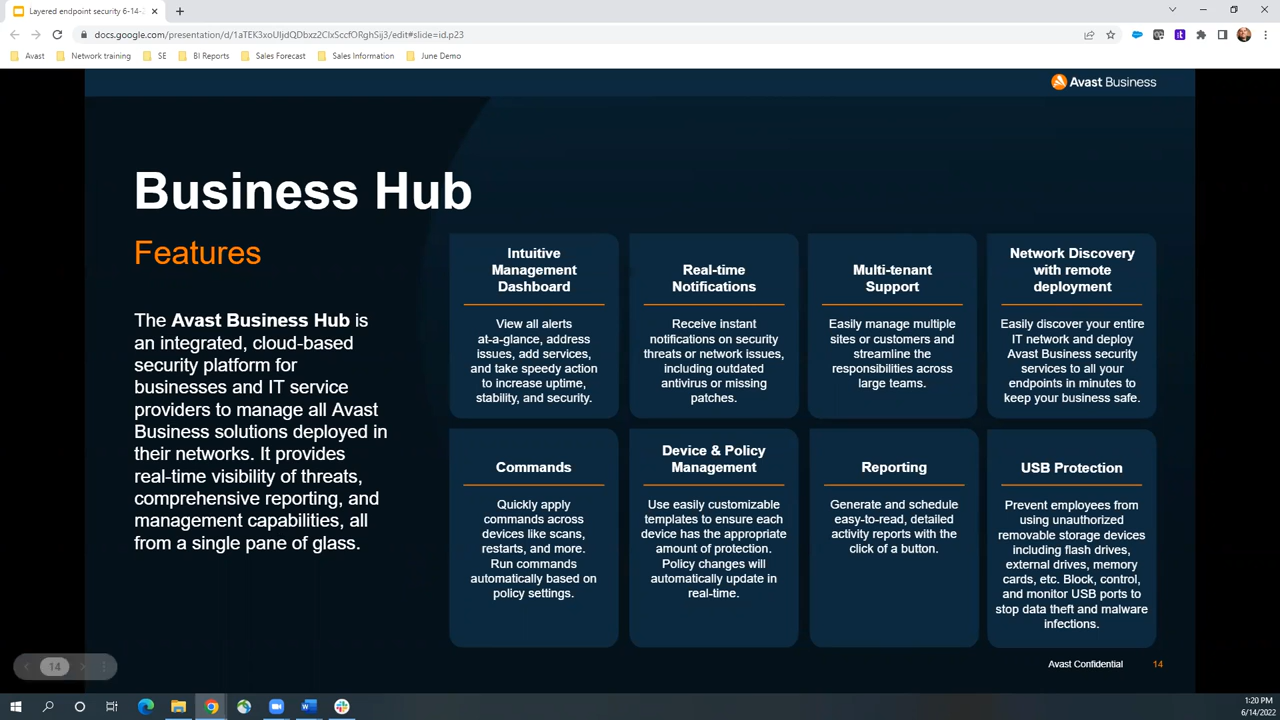 Layered endpoint security 6-14-
docs.google.com/presentation/d/1aTEK3xoUljdQDbxz2ClxSccfORghSij3/edit#slide=id.p23
Avast
Network training
SE
BI Reports
Sales Forecast
Sales Information
June Demo
Avast Business
Business Hub
Features
The Avast Business Hub is
an integrated, cloud-based
security platform for
businesses and IT service
providers to manage all Avast
Business solutions deployed in
their networks. It provides
real-time visibility of threats,
comprehensive reporting, and
management capabilities, all
from a single pane of glass.
Intuitive
Management
Dashboard
View all alerts
at-a-glance, address
issues, add services,
and take speedy action
to increase uptime,
stability, and security.
Real-time
Notifications
Receive instant
notifications on security
threats or network issues,
including outdated
antivirus or missing
patches.
Multi-tenant
Support
Easily manage multiple
sites or customers and
streamline the
responsibilities across
large teams.
Network Discovery
with remote
deployment
Easily discover your entire
IT network and deploy
Avast Business security
services to all your
endpoints in minutes to
keep your business safe.
Commands
Quickly apply
commands across
devices like scans,
restarts, and more.
Run commands
automatically based on
policy settings.
Device & Policy
Management
Use easily customizable
templates to ensure each
device has the appropriate
amount of protection.
Policy changes will
automatically update in
real-time.
Reporting
Generate and schedule
easy-to-read, detailed
activity reports with the
click of a button.
USB Protection
Prevent employees from
using unauthorized
removable storage devices
including flash drives,
external drives, memory
cards, etc. Block, control,
and monitor USB ports to
stop data theft and malware
infections.
14
Avast Confidential
14
1:20 PM
6/14/2022